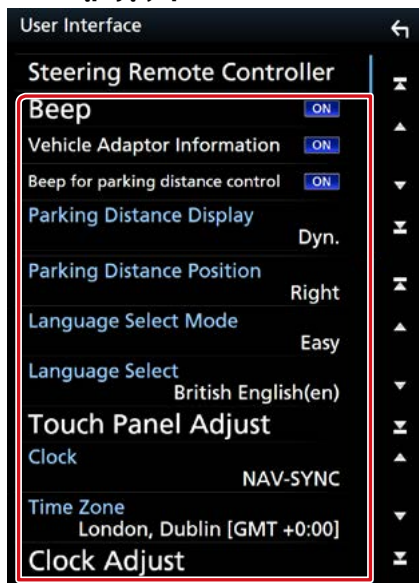 User Interface
Steering Remote Controller
Beep ON
Vehicle Adaptor Information ON
Beep for parking distance control ON
Parking Distance Display
Dyn.
Parking Distance Position
Right
Language Select Mode
Easy
Language Select
British English(en)
Touch Panel Adjust
Clock
NAV-SYNC
Time Zone
London, Dublin [GMT +0:00]
Clock Adjust